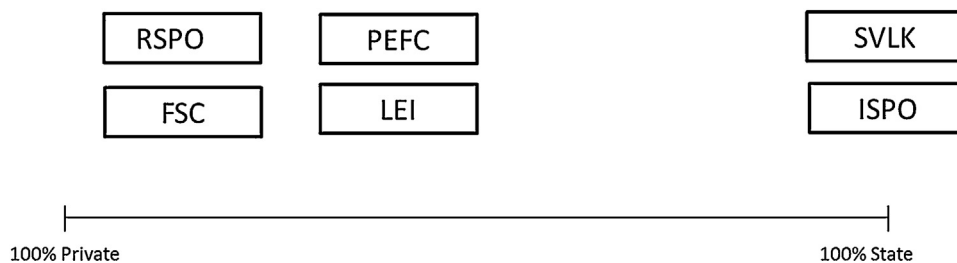 RSPO PEFC SVLK
FSC LEI ISPO
100% Private 100% State